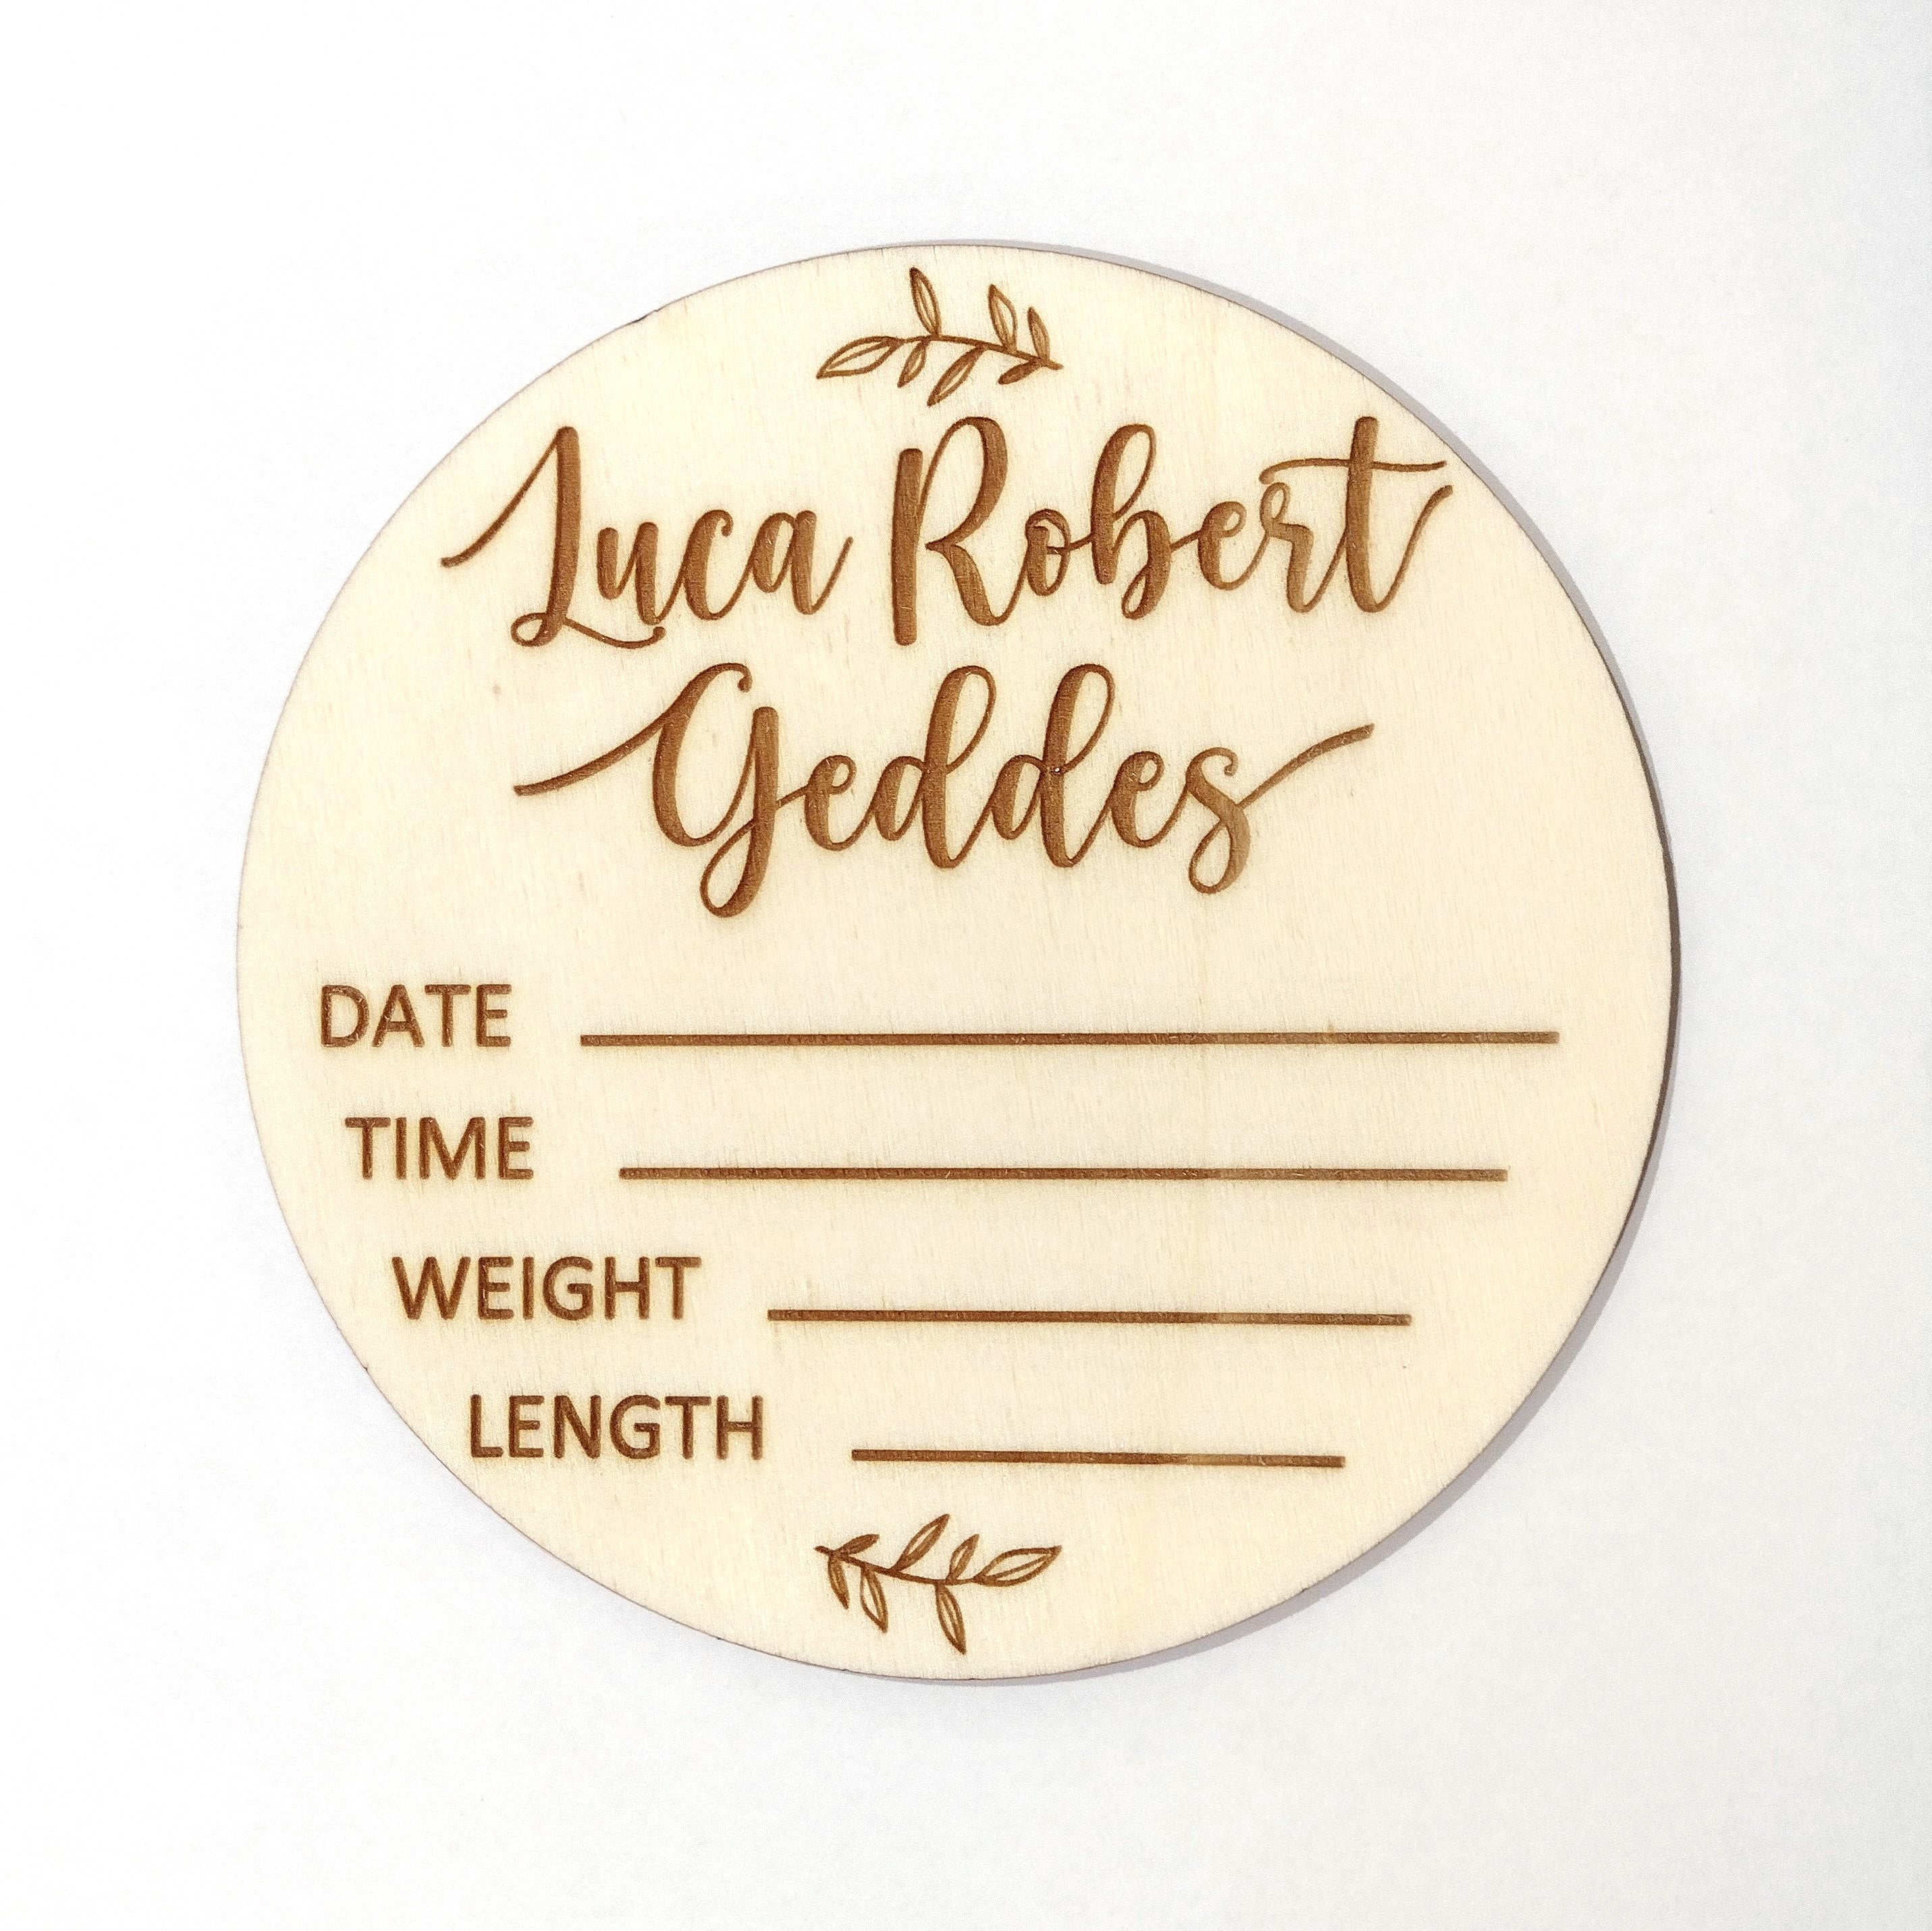 Luca Robert
Geddes
DATE
TIME
WEIGHT
LENGTH